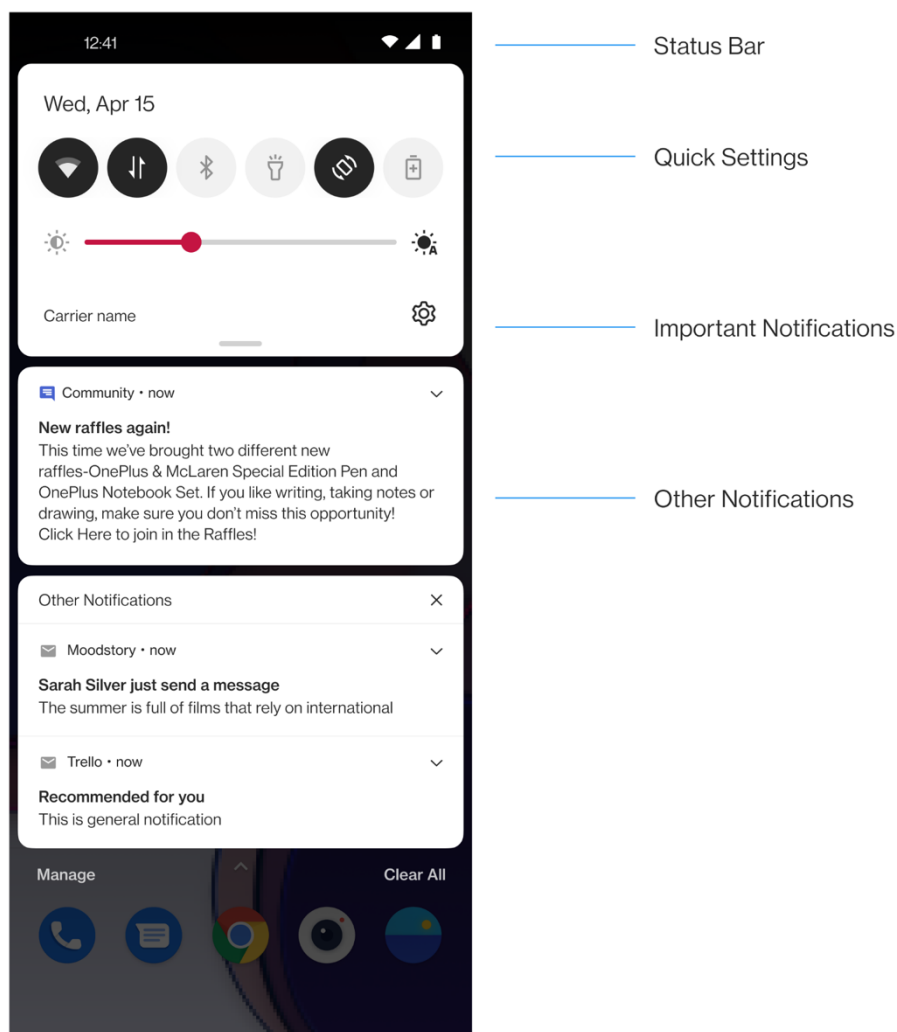 12:41
Status Bar
Wed, Apr 15
Quick Settings
A
Carrier name
Important Notifications
Community • now
New raffles again!
This time we've brought two different new
raffles-OnePlus & McLaren Special Edition Pen and
OnePlus Notebook Set. If you like writing, taking notes or
drawing, make sure you don't miss this opportunity!
Click Here to join in the Raffles!
Other Notifications
Other Notifications
Moodstory • now
Sarah Silver just send a message
The summer is full of films that rely on international
Trello • now
Recommended for you
This is general notification
Manage
Clear All